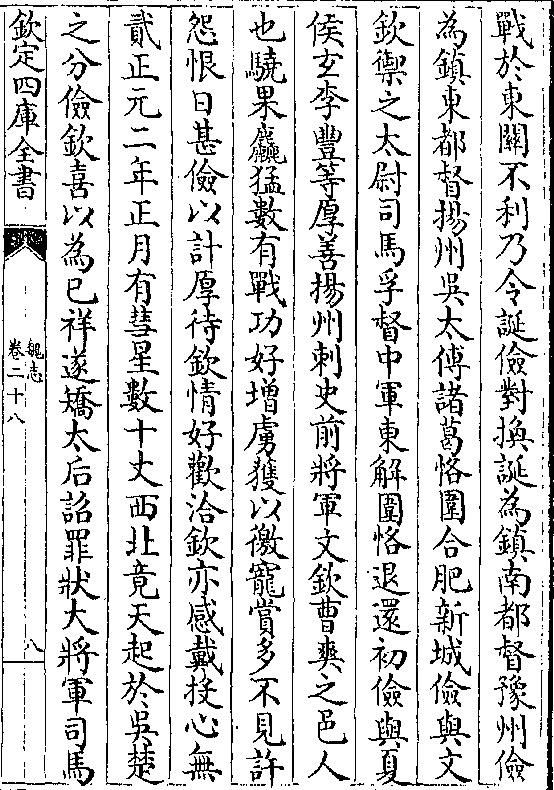 戰於東關不利乃令誕儉對換誕為鎮南都督豫州儉
為鎮東都督揚州吳太傅諸葛恪圍合肥新城儉與文
欽禦之太尉司馬孚督中軍東解圍恪退還初儉與夏
侯玄李豐等厚善揚州刺史前將軍文欽曹爽之邑人
也驍果麤猛數有戰功好增虜獲以徼寵賞多不見許
怨恨日甚儉以計厚待欽情好歡洽欽亦感戴投心無
貳正元二年正月有彗星數十丈西北竟天起於吳楚
之分儉欽喜以為已祥遂矯太后詔罪狀大將軍司馬
欽定四庫全書
魏志
卷二十八
八